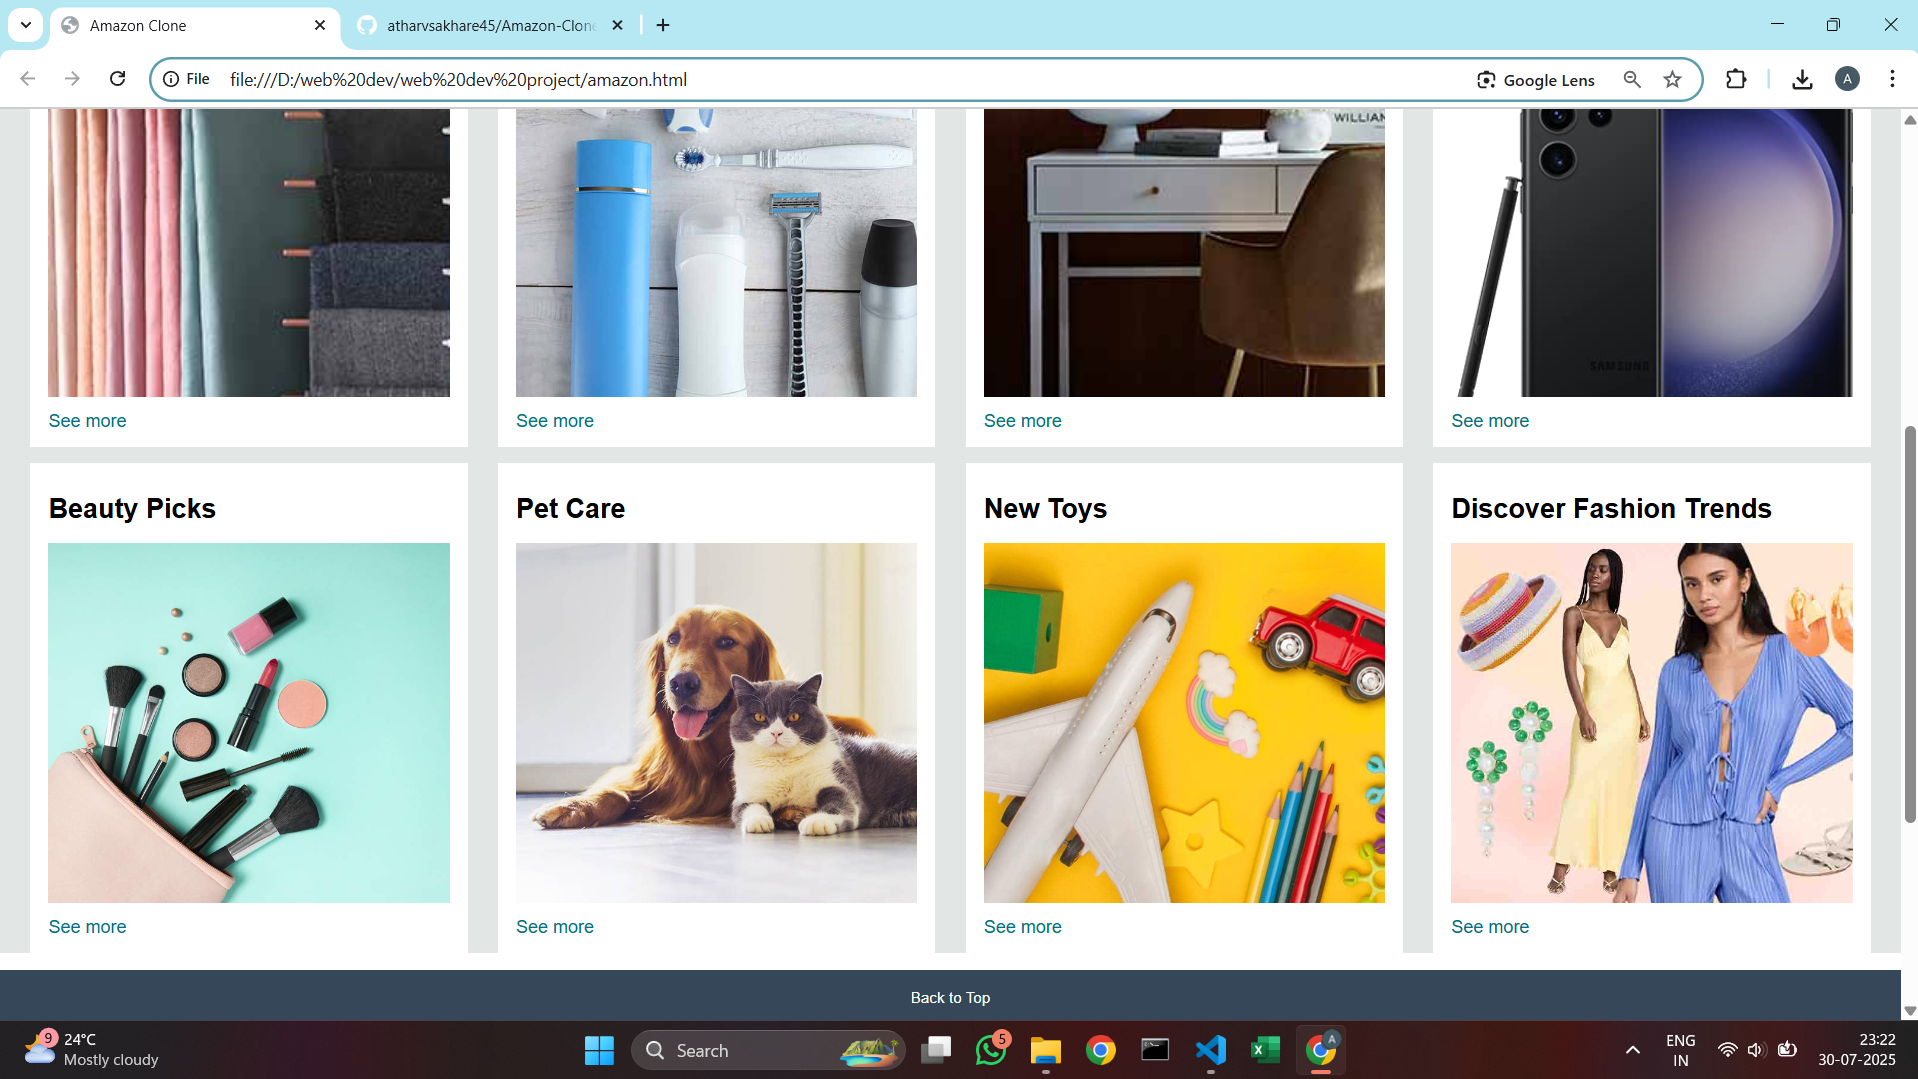 Amazon Clone
atharvsakhare45/Amazon-Clone
File
file:///D:/web%20dev/web%20dev%20project/amazon.html
Google Lens
A
WILLIAM
SAMSUNG
See more
See more
See more
See more
Beauty Picks
Pet Care
New Toys
Discover Fashion Trends
See more
See more
See more
See more
Back to Top
9
24°C
Mostly cloudy
Search
5
A
ENG
IN
23:22
30-07-2025